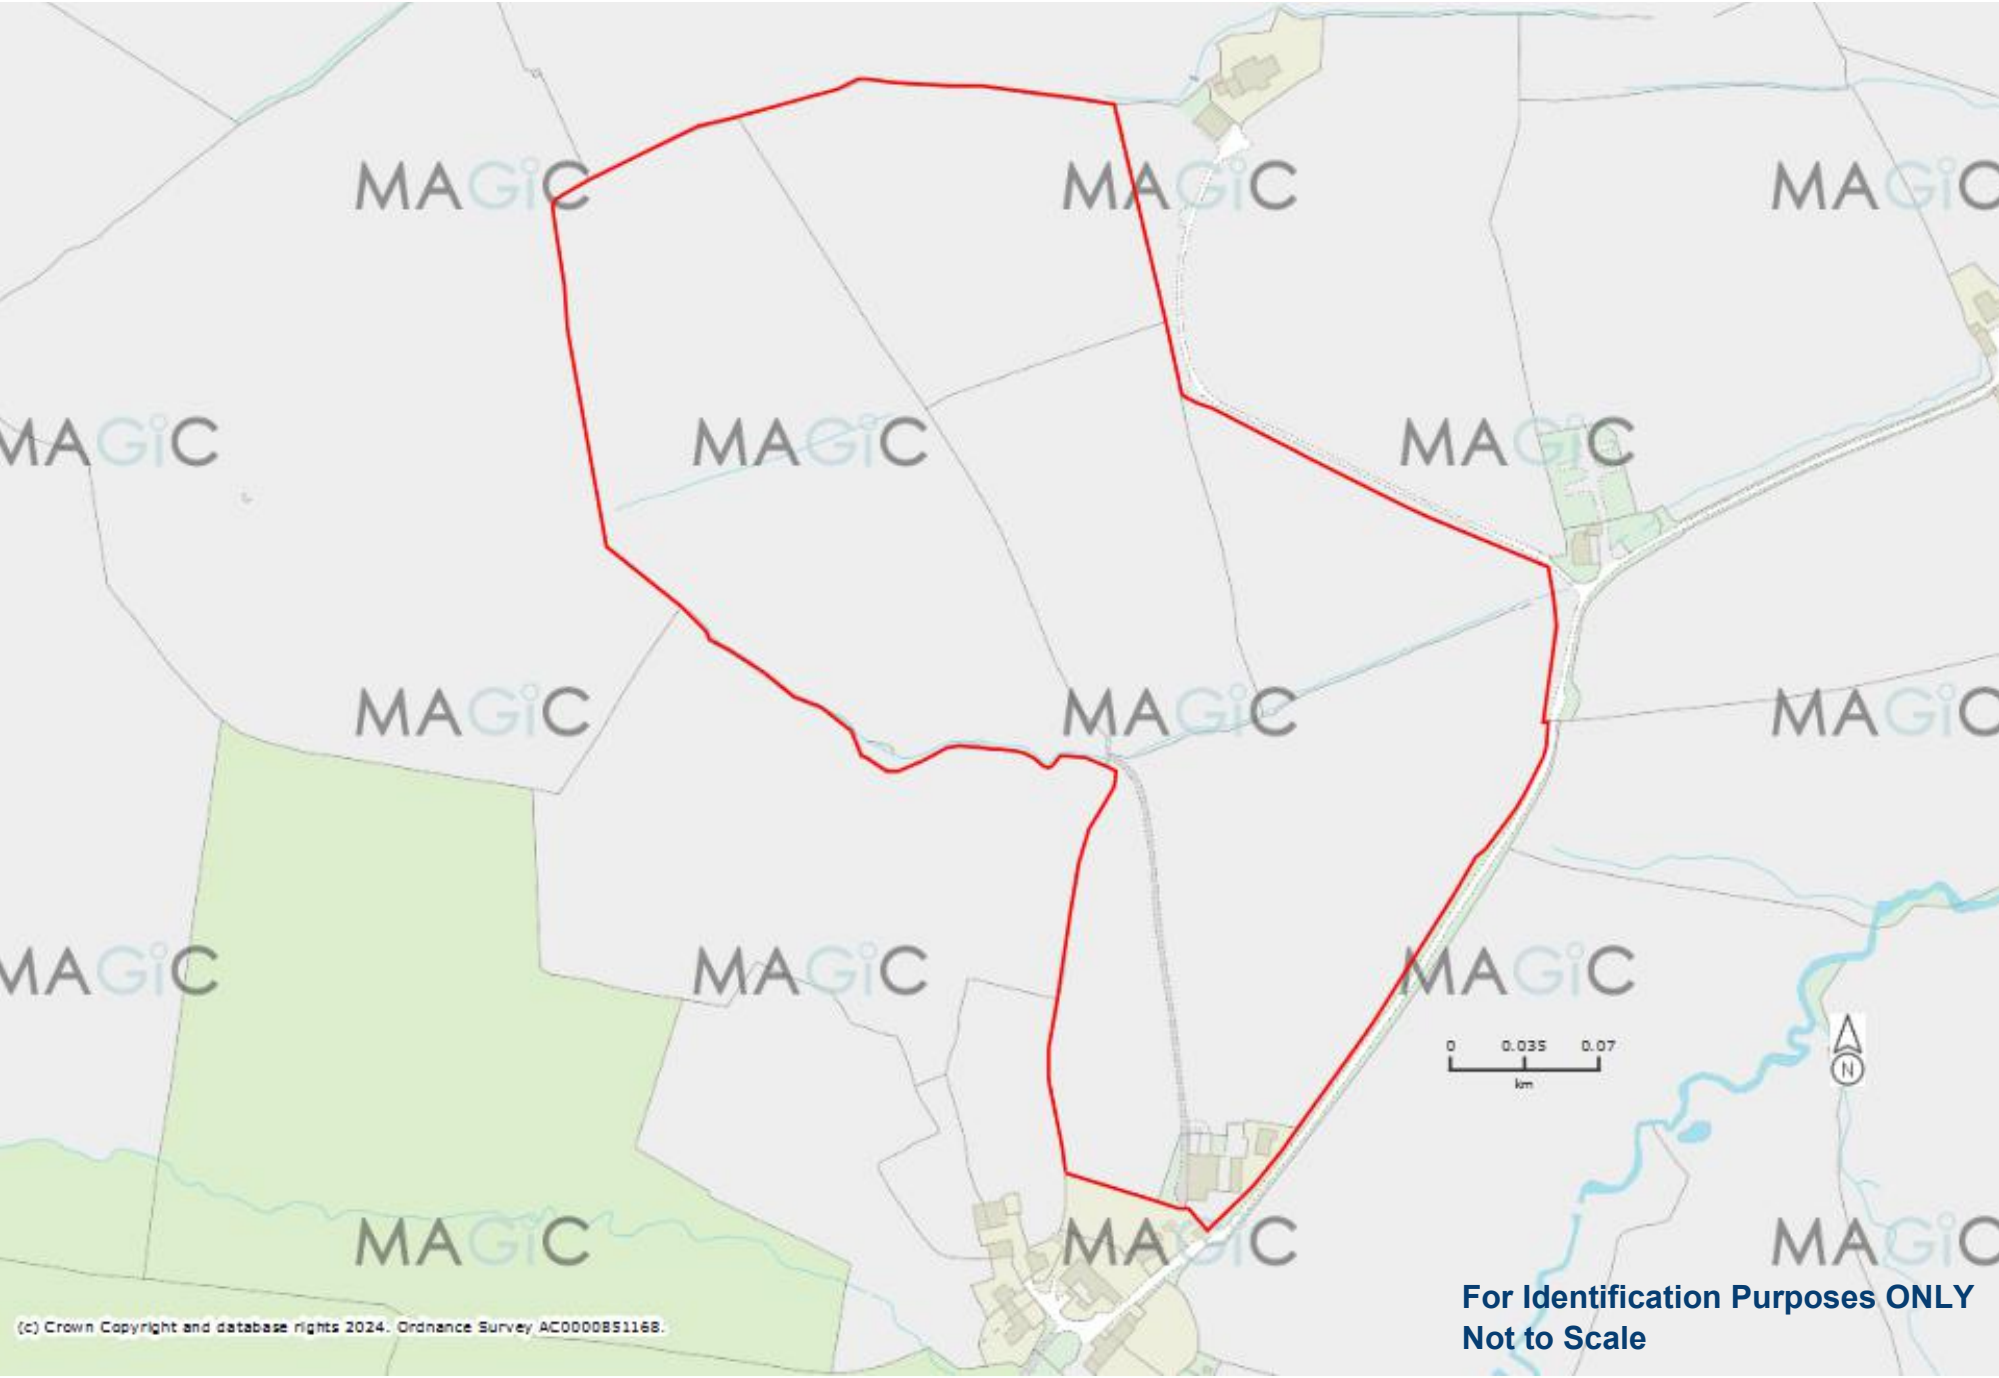 MAGiC MAGiC MAGiC
MAGiC MAGiC MAGiC
MAGiC MAGiC MAGiC
MAGiC MAGiC MAGiC
0 0.035 0.07
km
N
MAGiC MAGiC MAGiC
For Identification Purposes ONLY
Not to Scale
(c) Crown Copyright and database rights 2024. Ordnance Survey AC0000851168.